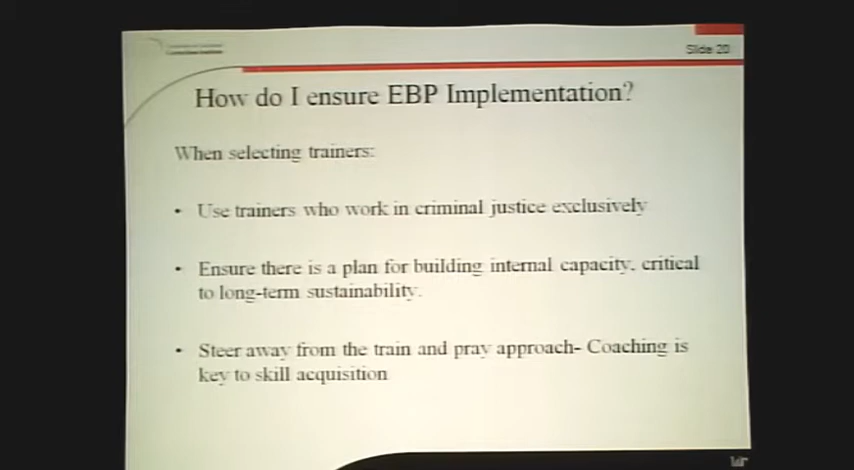 Slide 20
How do I ensure EBP Implementation?
When selecting trainers:
• Use trainers who work in criminal justice exclusively
• Ensure there is a plan for building internal capacity, critical
to long-term sustainability.
• Steer away from the train and pray approach- Coaching is
key to skill acquisition